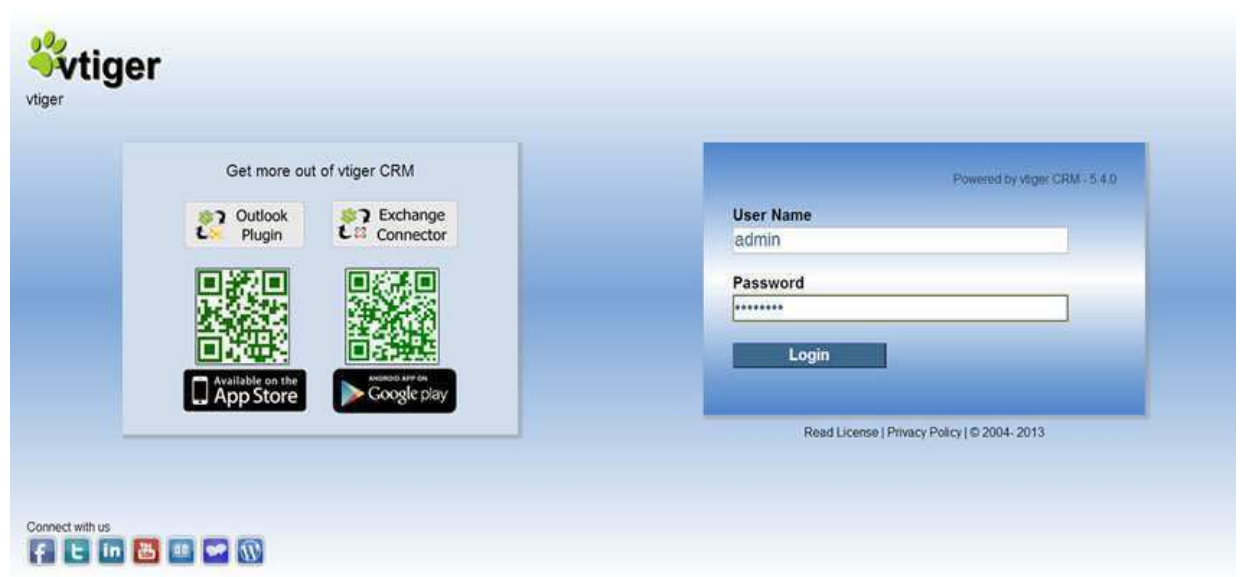 vtiger
vtiger
Get more out of vtiger CRM
Outlook
Plugin
Exchange
Connector
Available on the
App Store
ANDROID APP ON
Google play
Powered by vtiger CRM - 5.4.0
User Name
admin
Password
••••••••
Login
Read License | Privacy Policy | © 2004- 2013
Connect with us